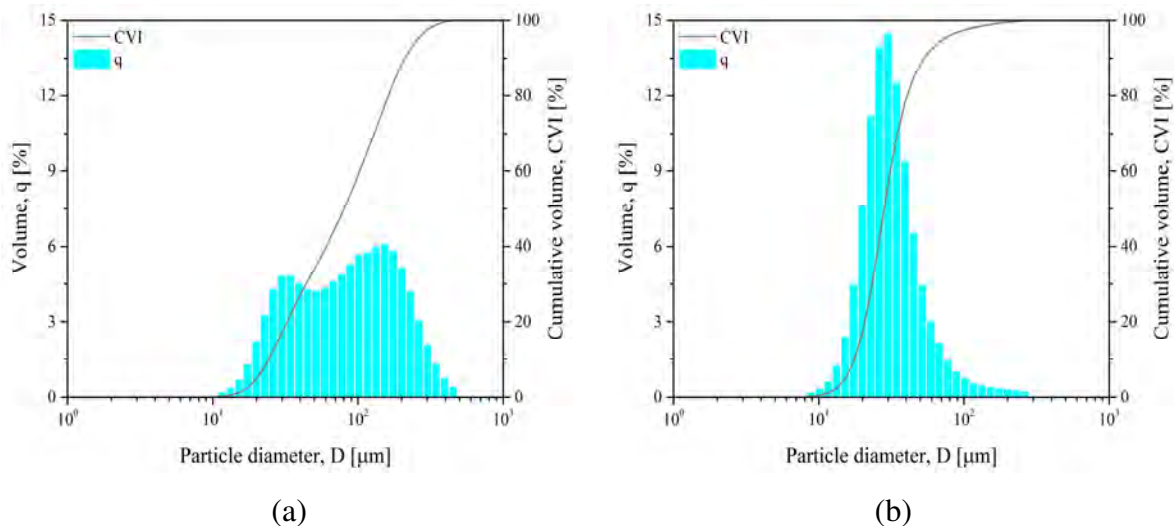 15
12
9
6
3
0
Volume, q [%]
CVI
q
100
80
60
40
20
0
Cumulative volume, CVI [%]
10⁰
10¹
10²
10³
Particle diameter, D [μm]
(a)
15
12
9
6
3
0
Volume, q [%]
CVI
q
100
80
60
40
20
0
Cumulative volume, CVI [%]
10⁰
10¹
10²
10³
Particle diameter, D [μm]
(b)